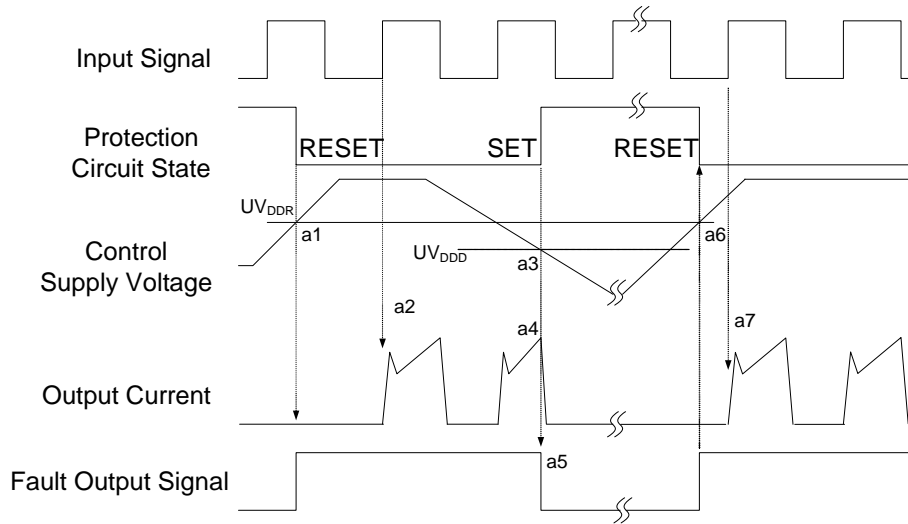 Input Signal
Protection
Circuit State
RESET
SET
RESET
UVDDR
a1
a6
Control
Supply Voltage
UVDDD
a3
a2
a4
a7
Output Current
a5
Fault Output Signal